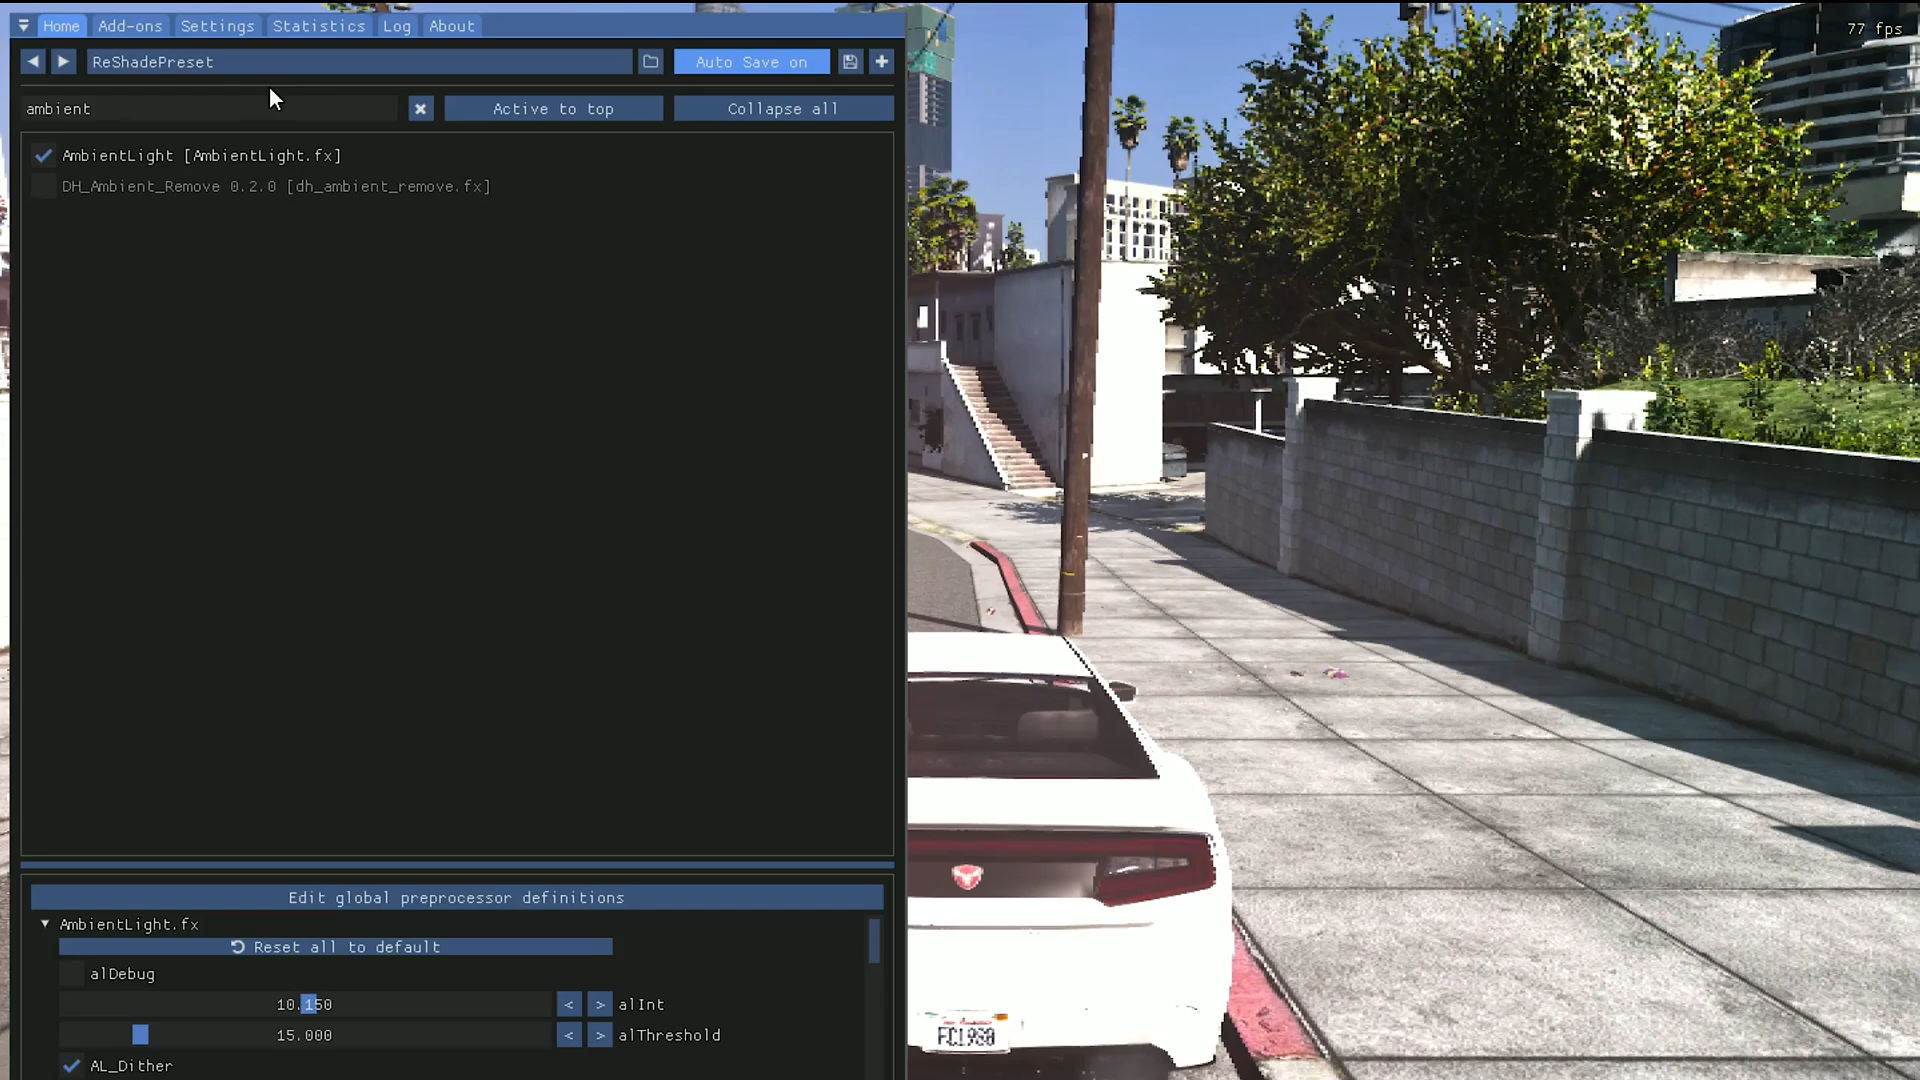 Home Add-ons Settings Statistics Log About
77 fps
ReShadePreset Auto Save on
ambient Active to top Collapse all
AmbientLight [AmbientLight.fx]
DH_Ambient_Remove 0.2.0 [dh_ambient_remove.fx]
Edit global preprocessor definitions
AmbientLight.fx
Reset all to default
alDebug
10.150 < > alInt
15.000 < > alThreshold
AL_Dither